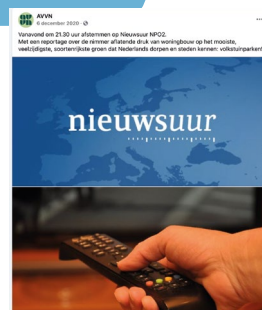 AVVN
6 december 2020
Vanavond om 21.30 uur afstemmen op Nieuwsuur NPO2.
Met een reportage over de nimmer aflatende druk van woningbouw op het mooiste,
veelzijdigste, soortenrijkste groen dat Nederlands dorpen en steden kennen: volkstuinparken!
nieuwsuur